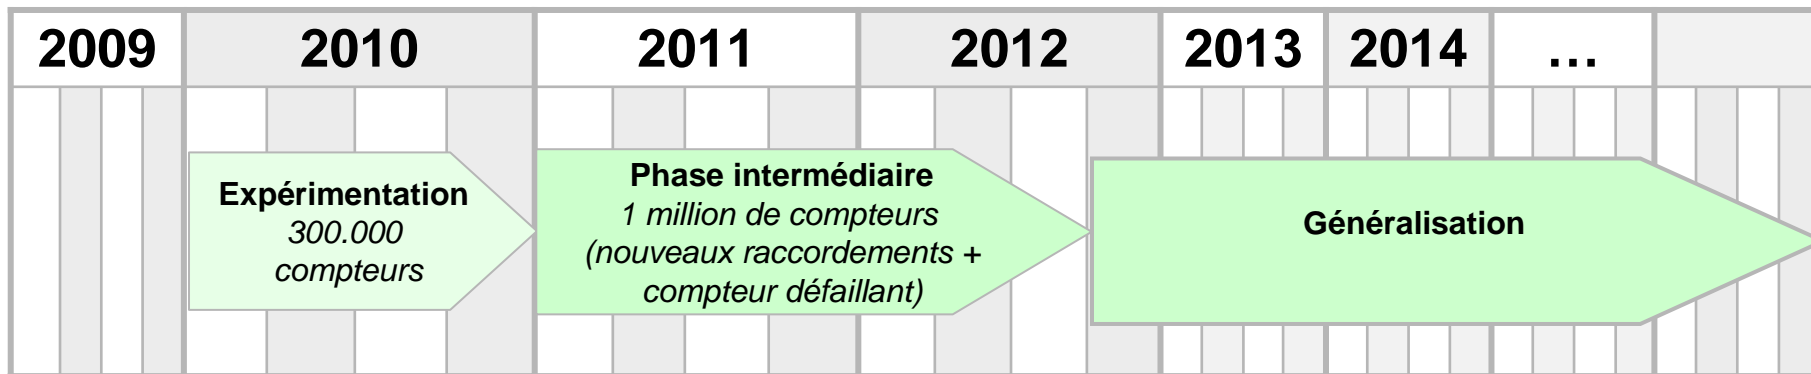 2009 2010 2011 2012 2013 2014 …
Expérimentation
300.000
compteurs
Phase intermédiaire
1 million de compteurs
(nouveaux raccordements +
compteur défaillant)
Généralisation